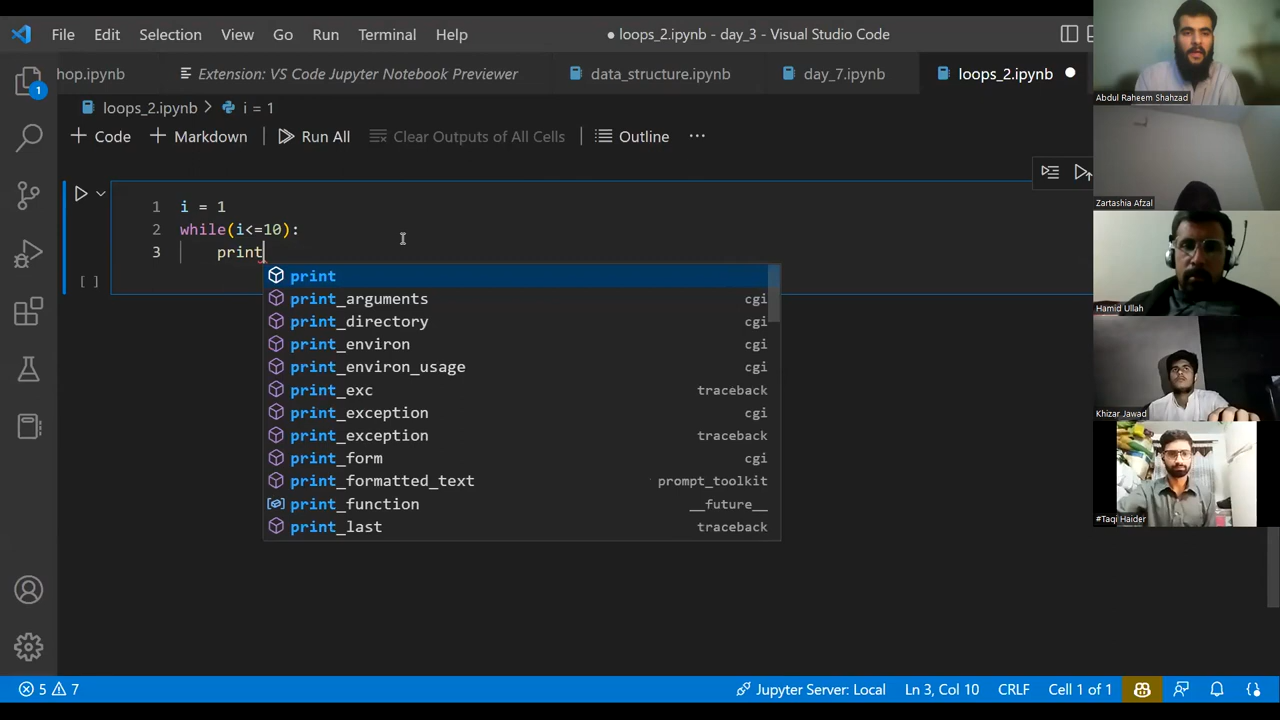 File Edit Selection View Go Run Terminal Help
● loops_2.ipynb - day_3 - Visual Studio Code
hop.ipynb
Extension: VS Code Jupyter Notebook Previewer
data_structure.ipynb
day_7.ipynb
loops_2.ipynb
1
loops_2.ipynb > i = 1
+ Code + Markdown Run All Clear Outputs of All Cells Outline ...
1 i = 1
2 while(i<=10):
3 print
[ ]
print
print_arguments cgi
print_directory cgi
print_environ cgi
print_environ_usage cgi
print_exc traceback
print_exception cgi
print_exception traceback
print_form cgi
print_formatted_text prompt_toolkit
print_function __future__
print_last traceback
Abdul Raheem Shahzad
Zartashia Afzal
Hamid Ullah
Khizar Jawad
#Taqi Haider
5 7 Jupyter Server: Local Ln 3, Col 10 CRLF Cell 1 of 1